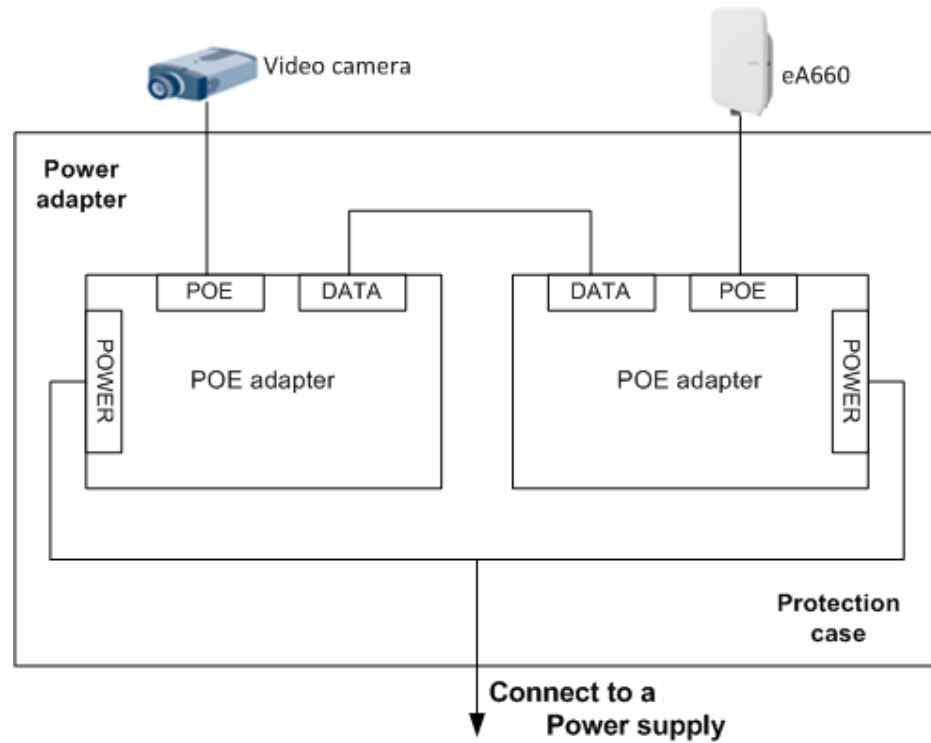 Video camera
eA660
Power
adapter
POE
DATA
DATA
POE
POWER
POE adapter
POE adapter
POWER
Protection
case
Connect to a
Power supply